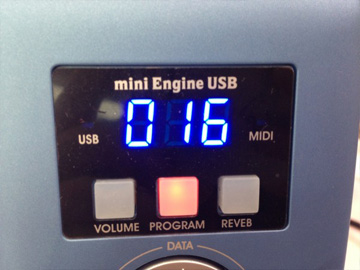 mini Engine USB
016
USB MIDI
VOLUME PROGRAM REVEB
DATA